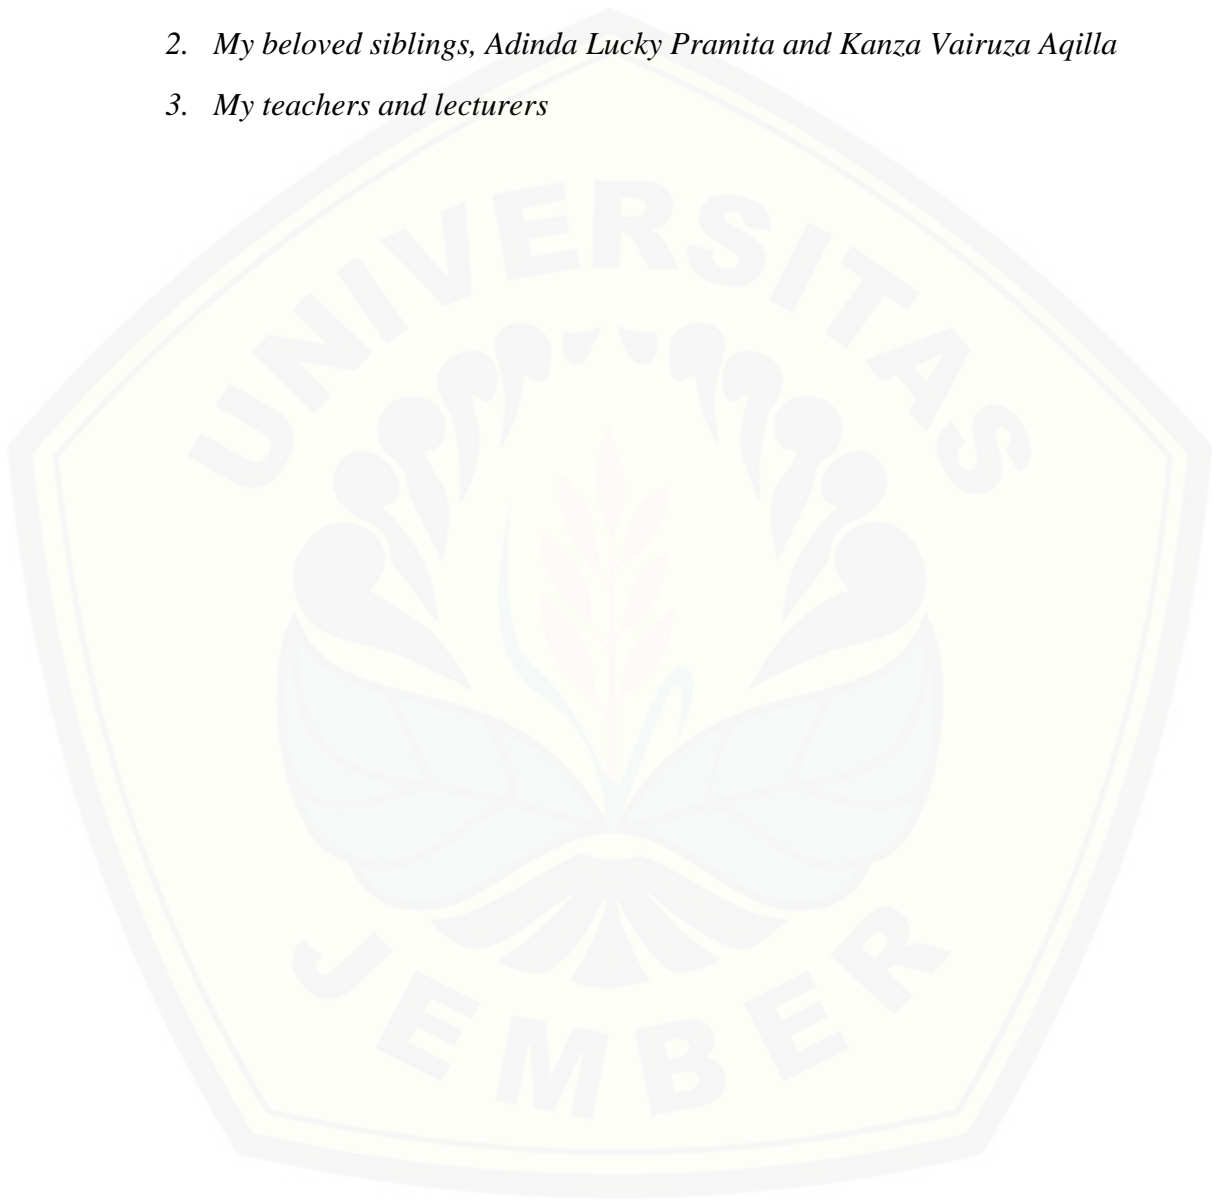 2. My beloved siblings, Adinda Lucky Pramita and Kanza Vairuza Aqilla
3. My teachers and lecturers
UNIVERSITAS
JEMBER